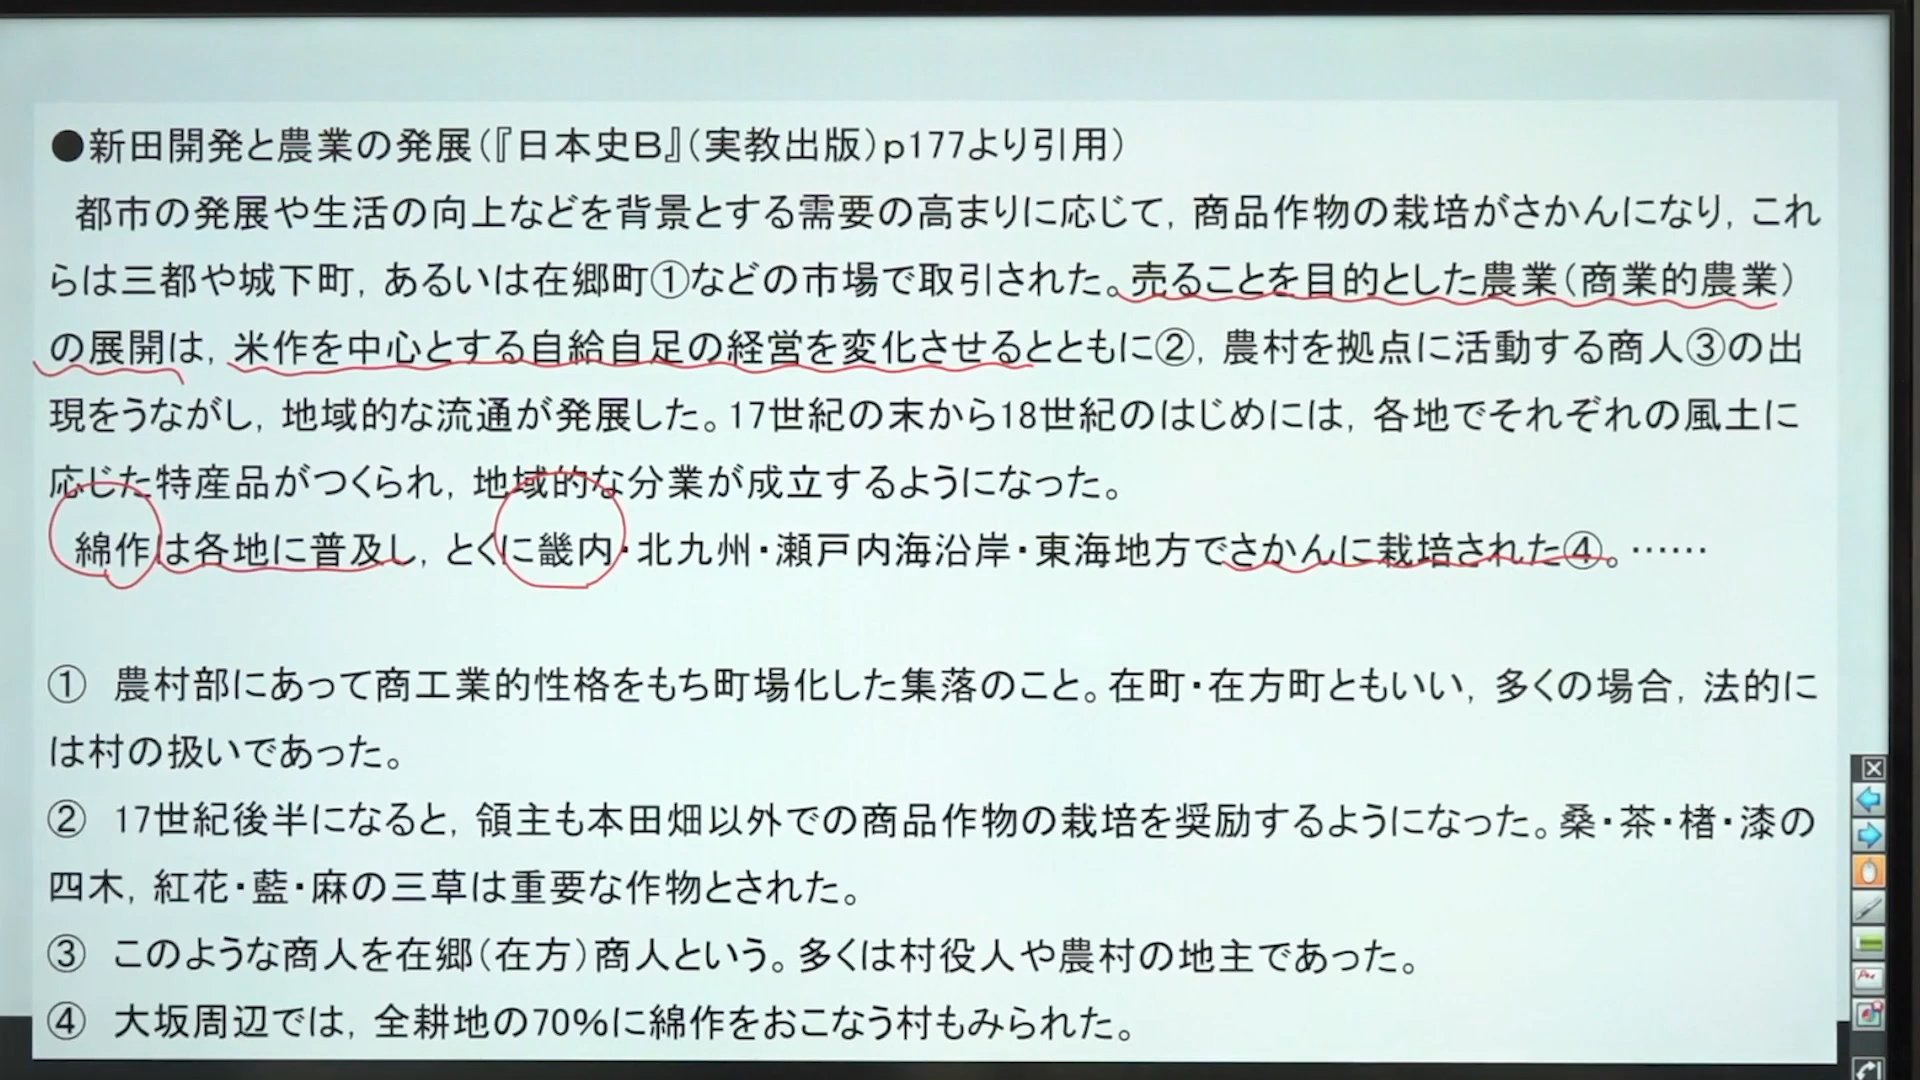 ●新田開発と農業の発展(『日本史B』(実教出版)p177より引用)
都市の発展や生活の向上などを背景とする需要の高まりに応じて，商品作物の栽培がさかんになり，これ
らは三都や城下町，あるいは在郷町①などの市場で取引された。売ることを目的とした農業(商業的農業)
の展開は，米作を中心とする自給自足の経営を変化させるとともに②，農村を拠点に活動する商人③の出
現をうながし，地域的な流通が発展した。17世紀の末から18世紀のはじめには，各地でそれぞれの風土に
応じた特産品がつくられ，地域的な分業が成立するようになった。
綿作は各地に普及し，とくに畿内・北九州・瀬戸内海沿岸・東海地方でさかんに栽培された④。……
① 農村部にあって商工業的性格をもち町場化した集落のこと。在町・在方町ともいい，多くの場合，法的に
は村の扱いであった。
② 17世紀後半になると，領主も本田畑以外での商品作物の栽培を奨励するようになった。桑・茶・楮・漆の
四木，紅花・藍・麻の三草は重要な作物とされた。
③ このような商人を在郷(在方)商人という。多くは村役人や農村の地主であった。
④ 大坂周辺では，全耕地の70%に綿作をおこなう村もみられた。